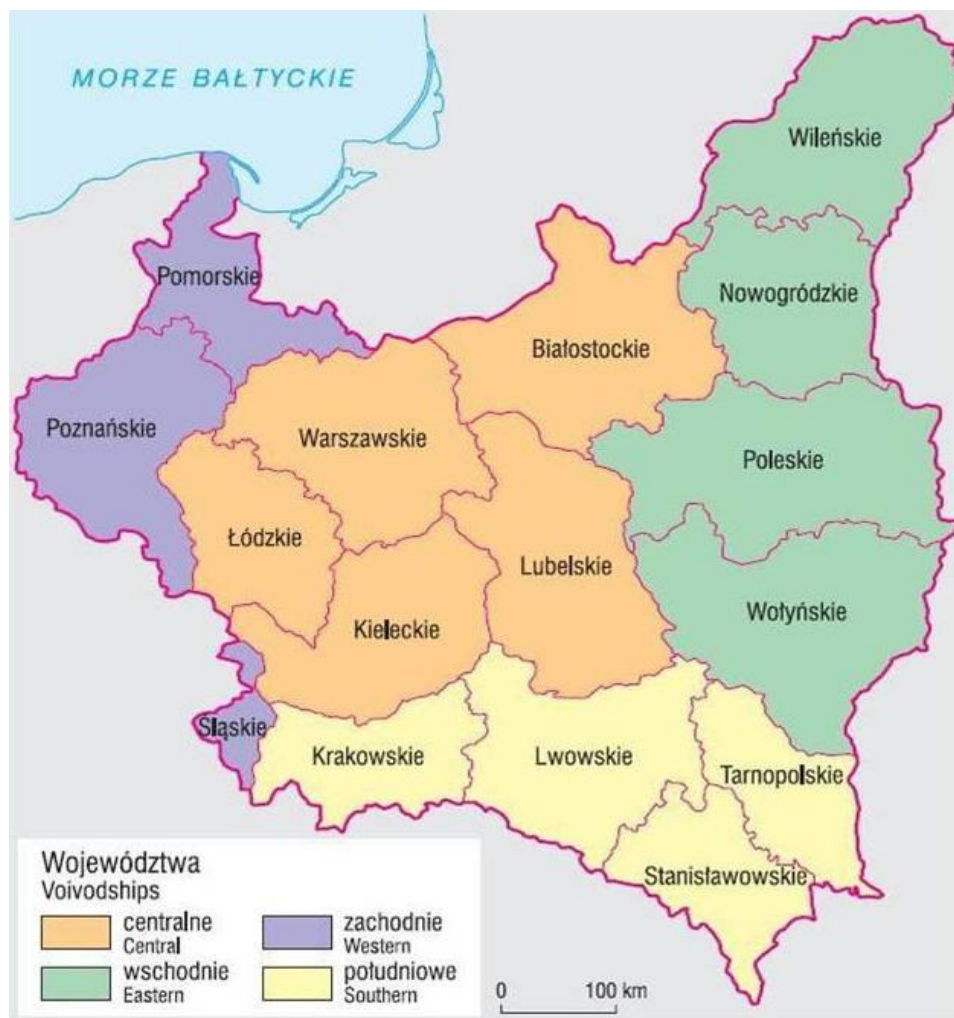 MORZE BAŁTYCKIE
Wileńskie
Pomorskie
Nowogródzkie
Białostockie
Poznańskie
Warszawskie
Poleskie
Łódzkie
Lubelskie
Wołyńskie
Kieleckie
Śląskie
Krakowskie
Lwowskie
Tarnopolskie
Stanisławowskie
Województwa
Voivodships
centralne
Central
zachodnie
Western
wschodnie
Eastern
południowe
Southern
0 100 km